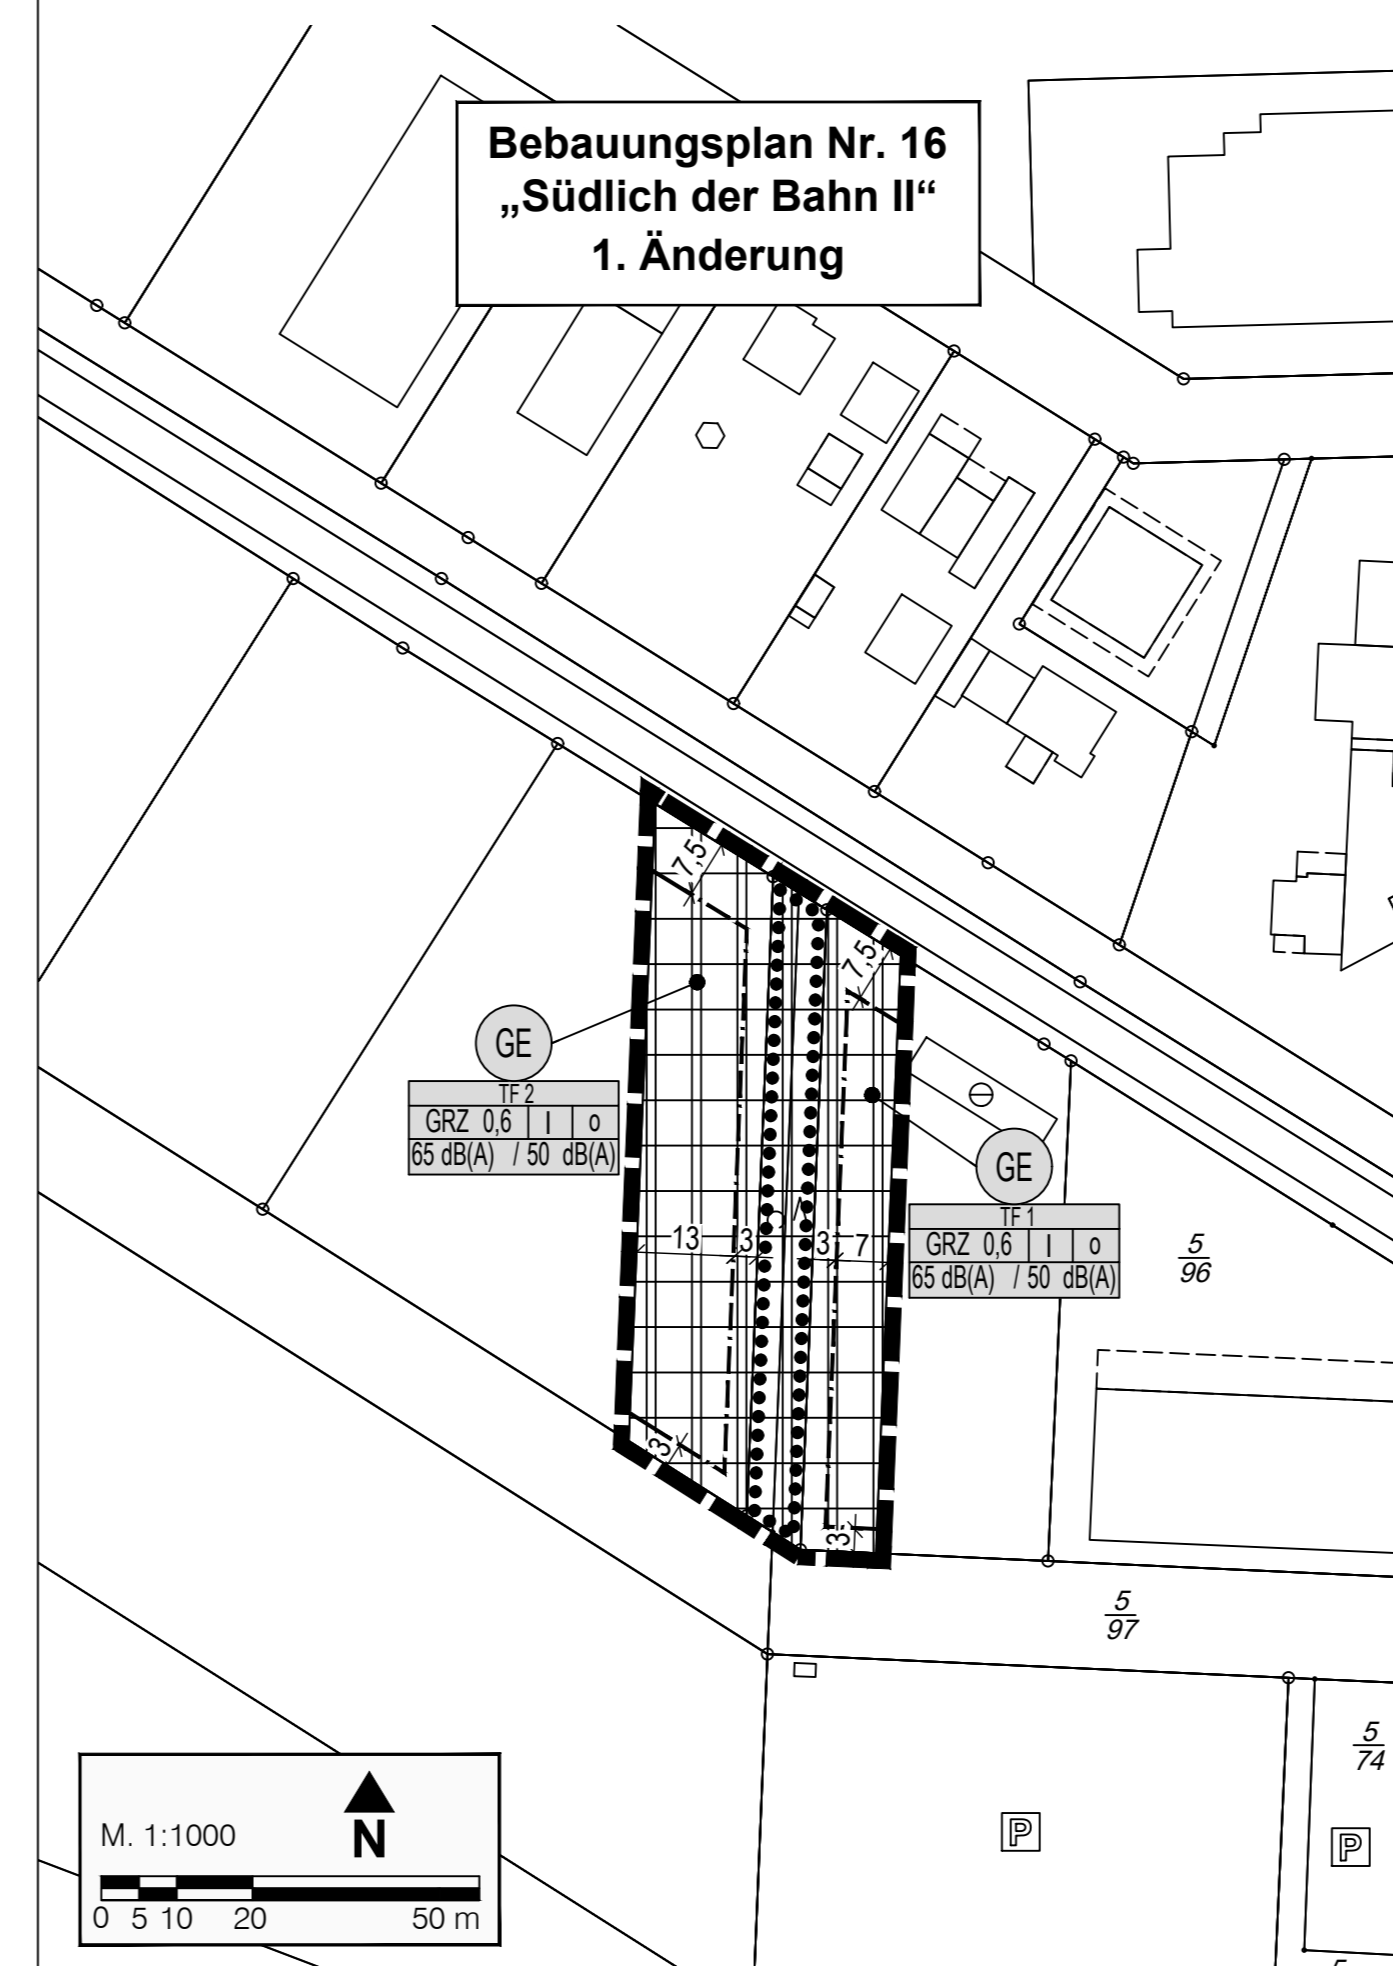 Bebauungsplan Nr. 16
„Südlich der Bahn II“
1. Änderung
7,5
7,5
GE
TF 2
GRZ 0,6 I o
65 dB(A) / 50 dB(A)
GE
TF 1
GRZ 0,6 I o
65 dB(A) / 50 dB(A)
13 3 3 7
5
96
3
3
5
97
5
74
P
P
M. 1:1000
N
0 5 10 20 50 m